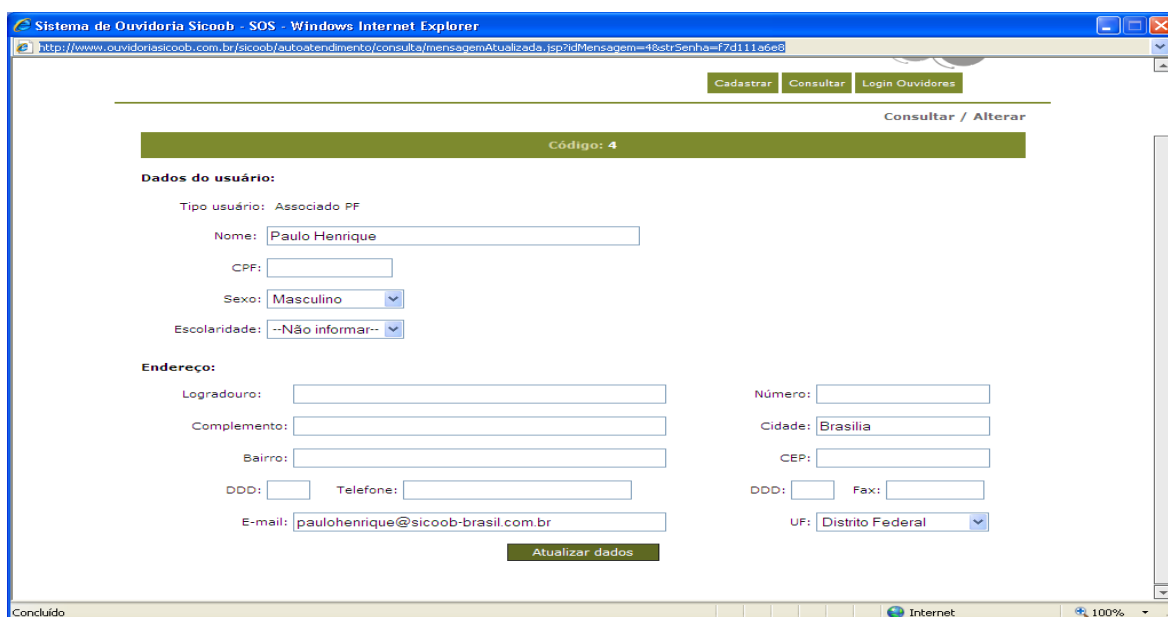 Sistema de Ouvidoria Sicoob - SOS - Windows Internet Explorer
http://www.ouvidoriasicoob.com.br/sicoob/autoatendimento/consulta/mensagemAtualizada.jsp?idMensagem=4&strSenha=f7d111a6e8
Cadastrar Consultar Login Ouvidores
Consultar / Alterar
Código: 4
Dados do usuário:
Tipo usuário: Associado PF
Nome: Paulo Henrique
CPF:
Sexo: Masculino
Escolaridade: --Não informar--
Endereço:
Logradouro: Número:
Complemento: Cidade: Brasilia
Bairro: CEP:
DDD: Telefone: DDD: Fax:
E-mail: paulohenrique@sicoob-brasil.com.br UF: Distrito Federal
Atualizar dados
Concluído Internet 100%